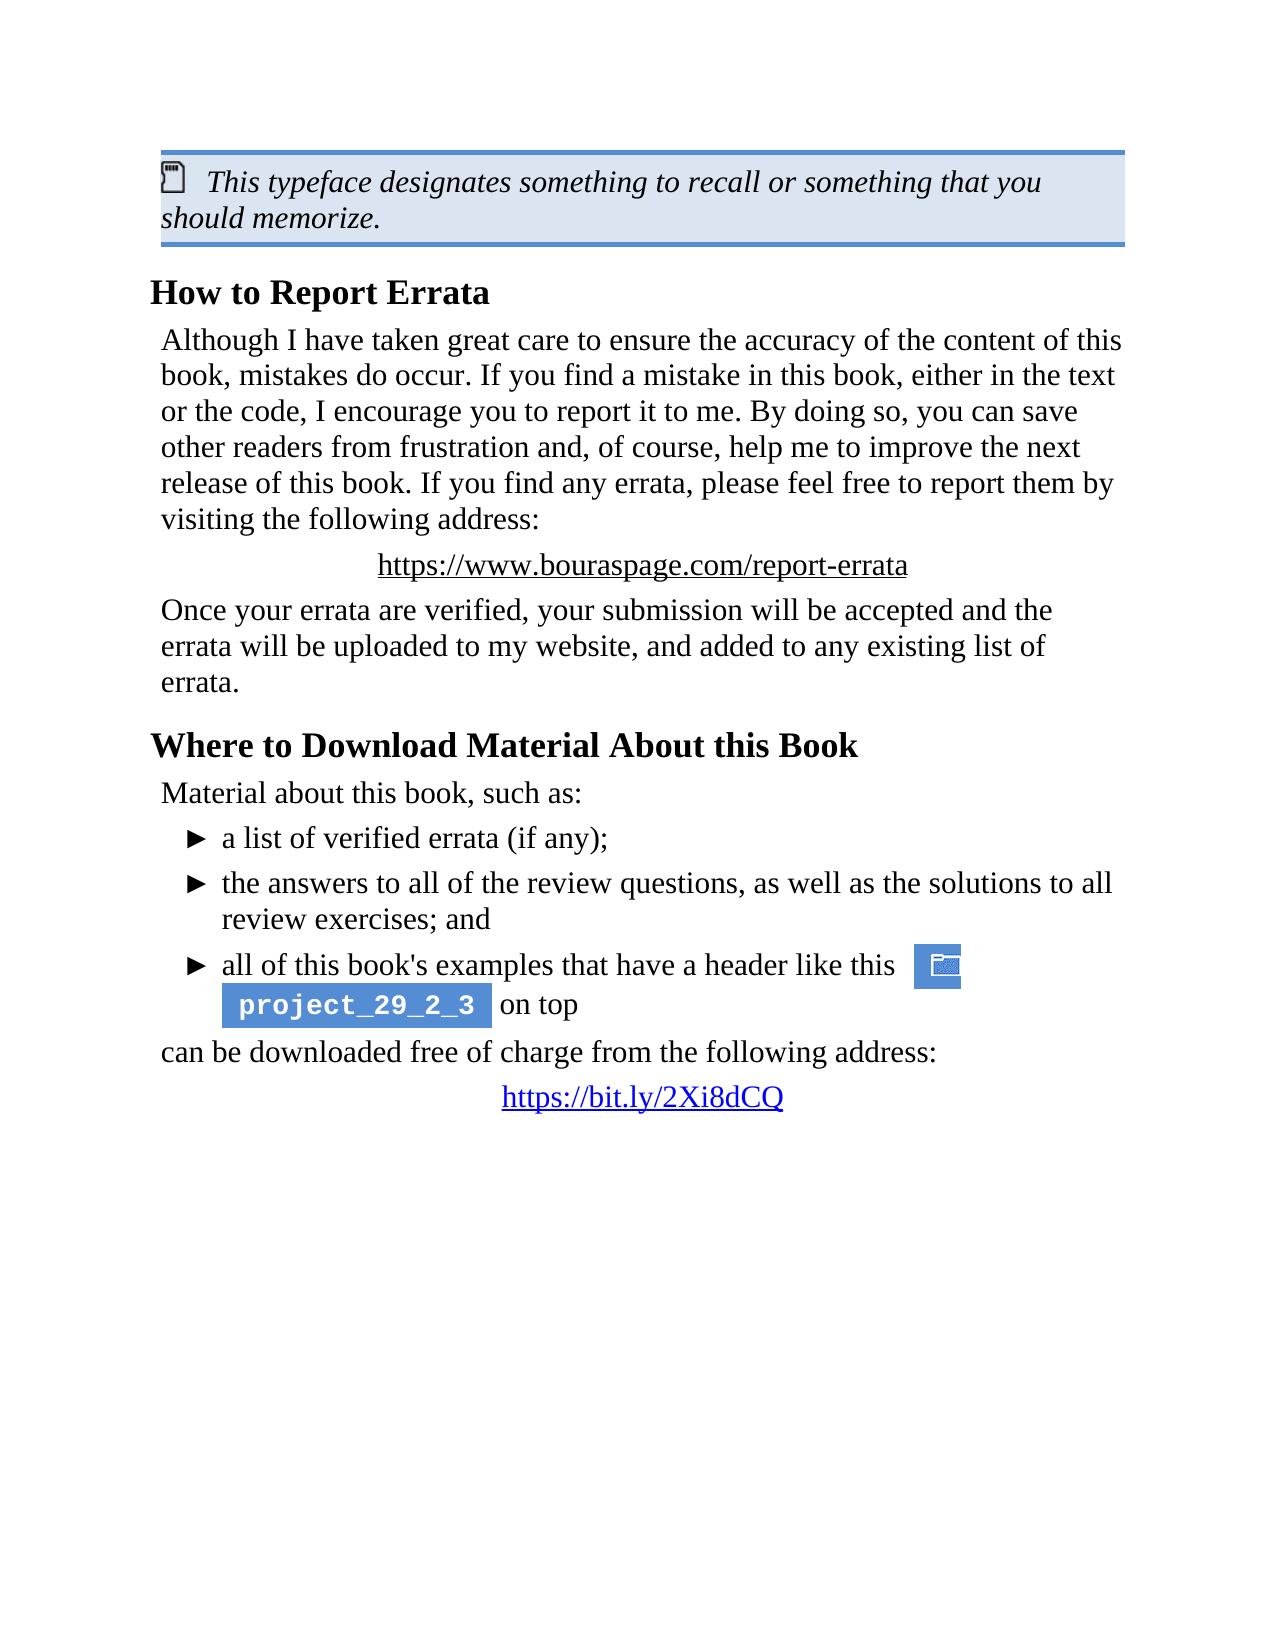 This typeface designates something to recall or something that you
should memorize.
How to Report Errata
Although I have taken great care to ensure the accuracy of the content of this
book, mistakes do occur. If you find a mistake in this book, either in the text
or the code, I encourage you to report it to me. By doing so, you can save
other readers from frustration and, of course, help me to improve the next
release of this book. If you find any errata, please feel free to report them by
visiting the following address:
https://www.bouraspage.com/report-errata
Once your errata are verified, your submission will be accepted and the
errata will be uploaded to my website, and added to any existing list of
errata.
Where to Download Material About this Book
Material about this book, such as:
► a list of verified errata (if any);
► the answers to all of the review questions, as well as the solutions to all
review exercises; and
► all of this book's examples that have a header like this
project_29_2_3 on top
can be downloaded free of charge from the following address:
https://bit.ly/2Xi8dCQ